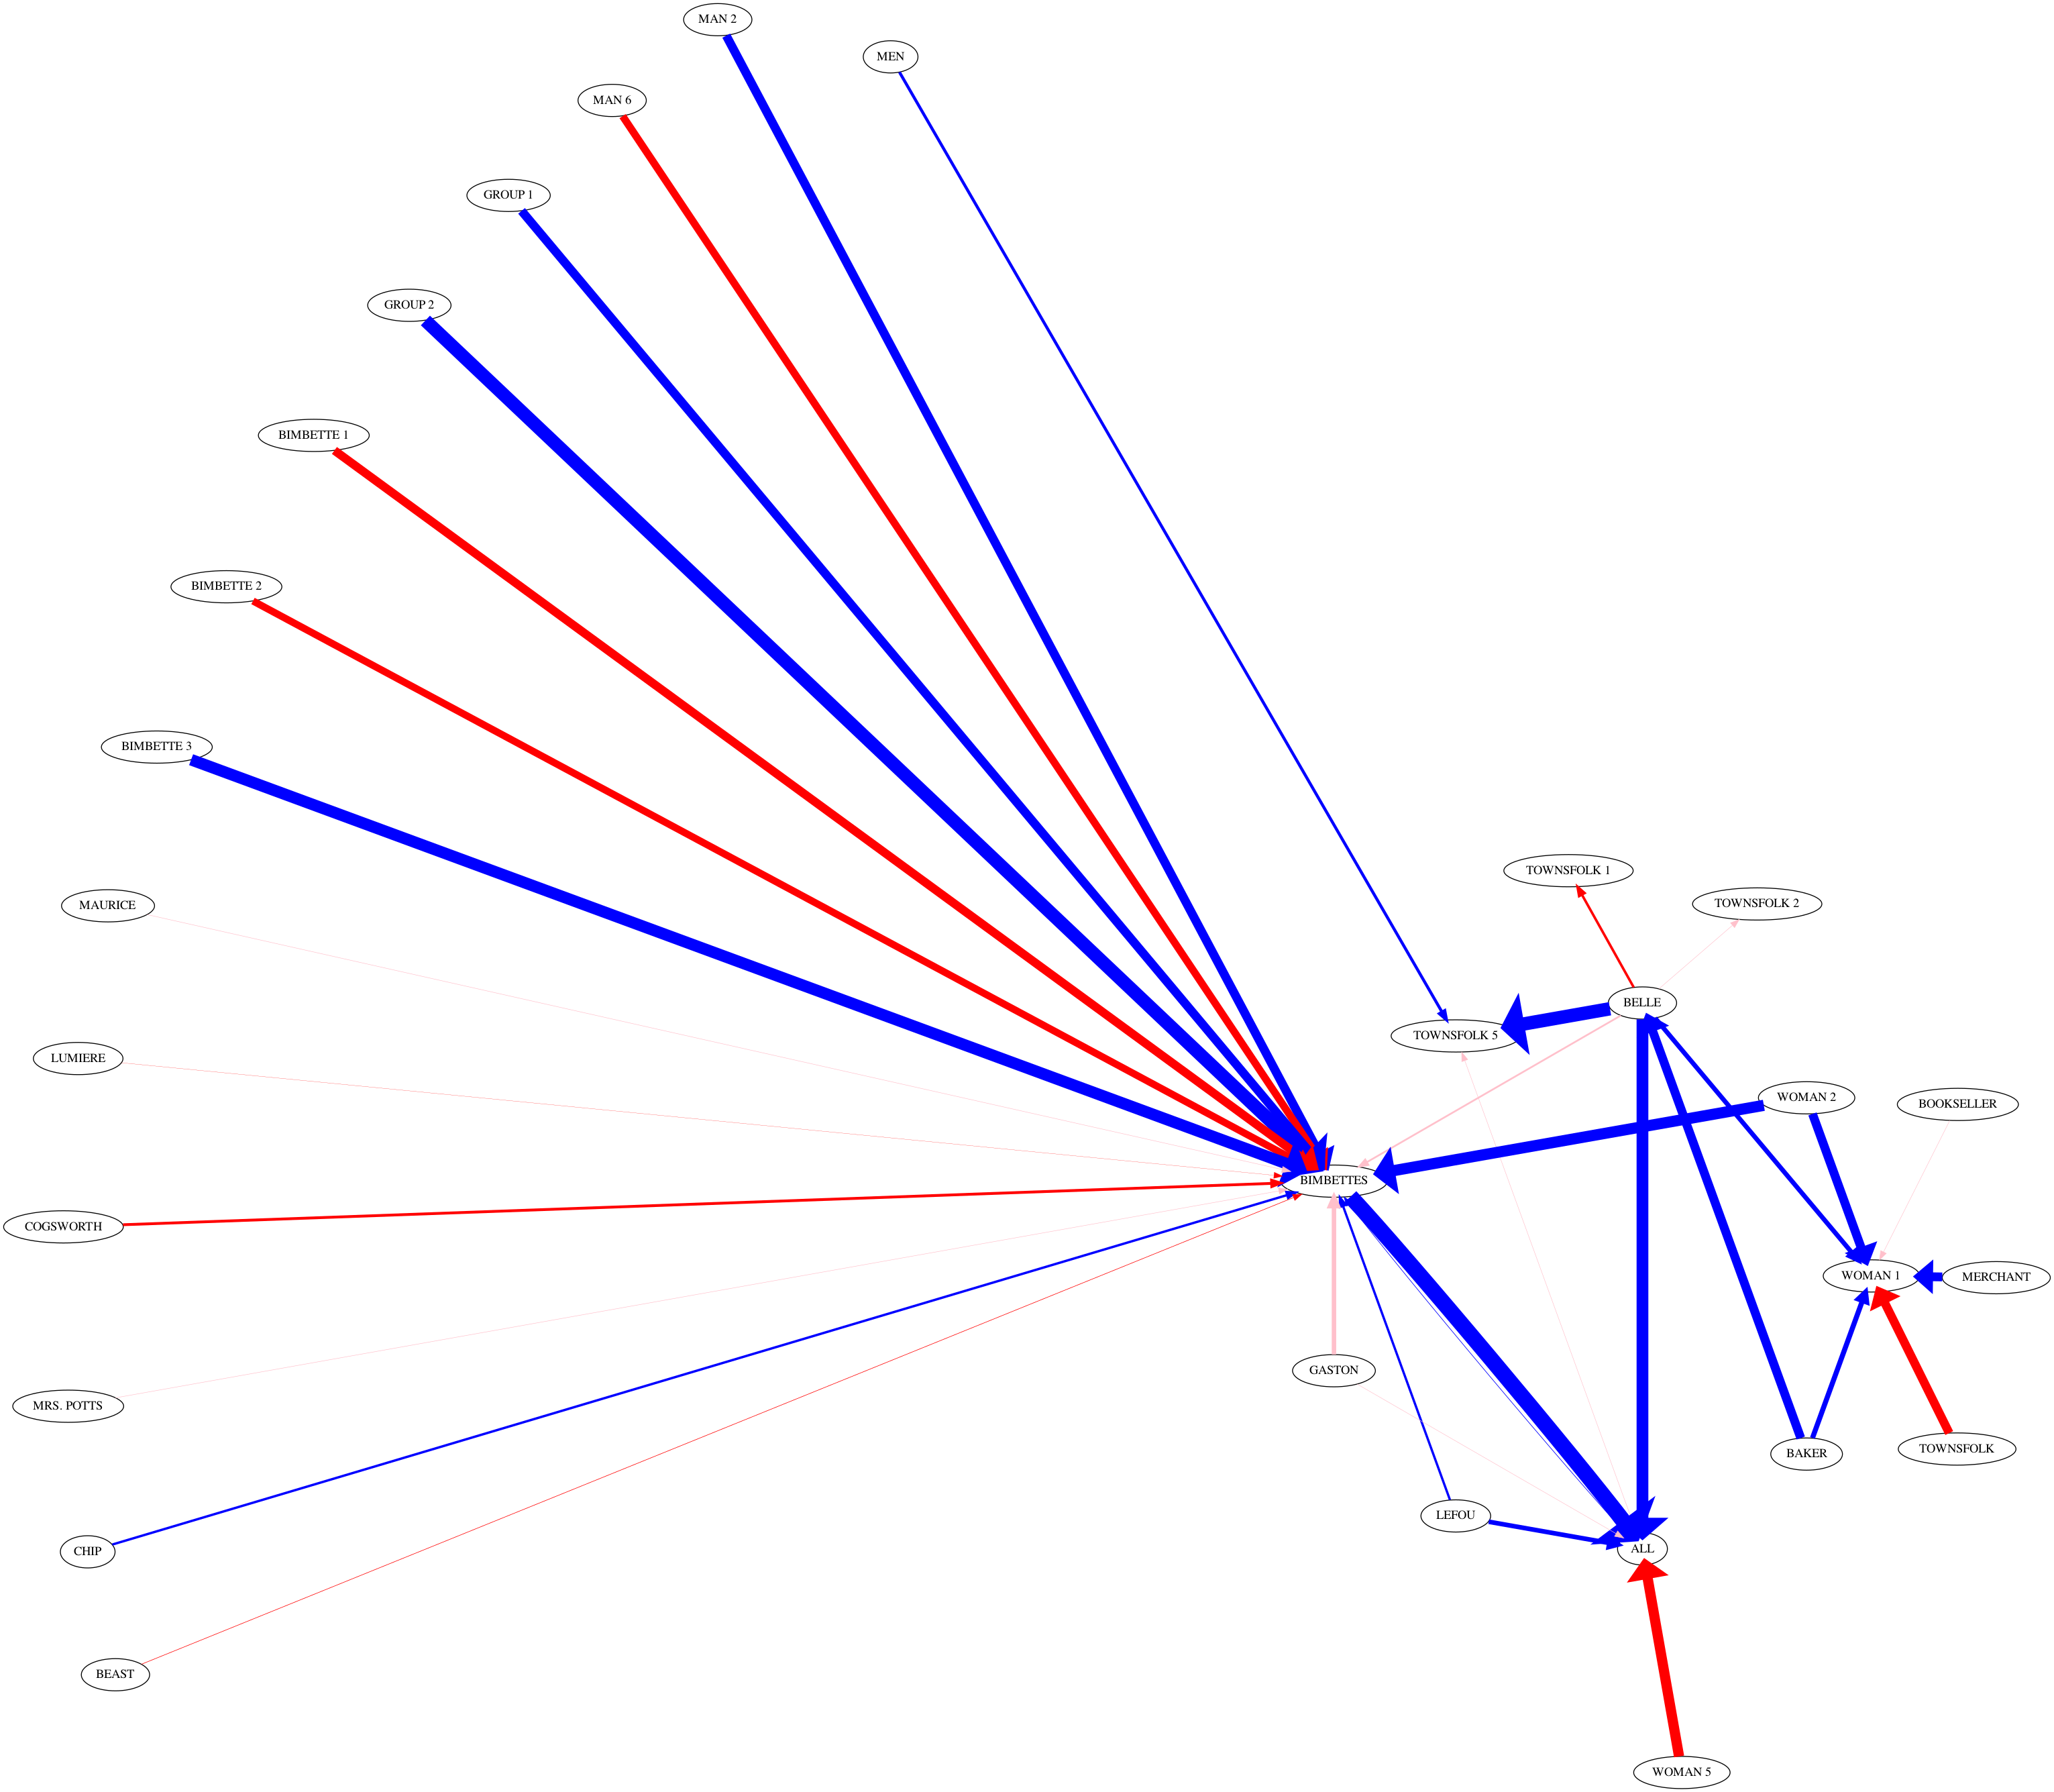 MAN 2
MEN
MAN 6
GROUP 1
GROUP 2
BIMBETTE 1
BIMBETTE 2
BIMBETTE 3
TOWNSFOLK 1
TOWNSFOLK 2
MAURICE
BELLE
TOWNSFOLK 5
LUMIERE
WOMAN 2
BOOKSELLER
BIMBETTES
COGSWORTH
WOMAN 1
MERCHANT
GASTON
MRS. POTTS
BAKER
TOWNSFOLK
LEFOU
CHIP
ALL
BEAST
WOMAN 5